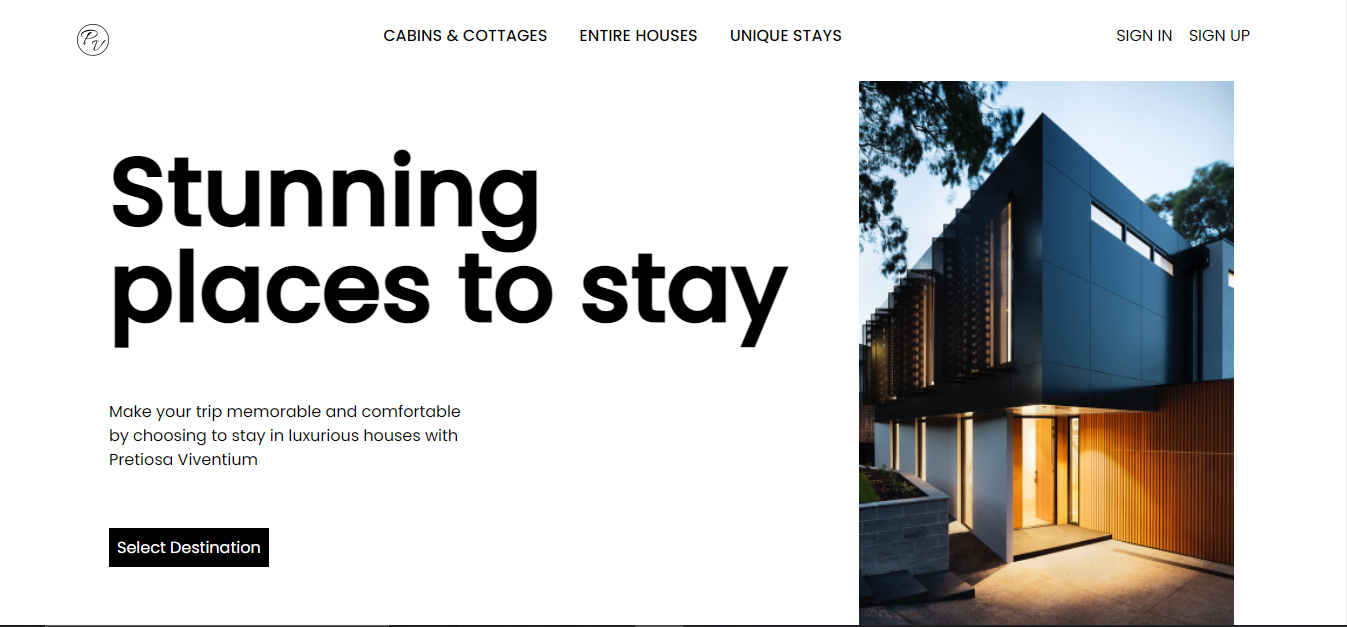 PV
CABINS & COTTAGES ENTIRE HOUSES UNIQUE STAYS SIGN IN SIGN UP
Stunning
places to stay
Make your trip memorable and comfortable
by choosing to stay in luxurious houses with
Pretiosa Viventium
Select Destination